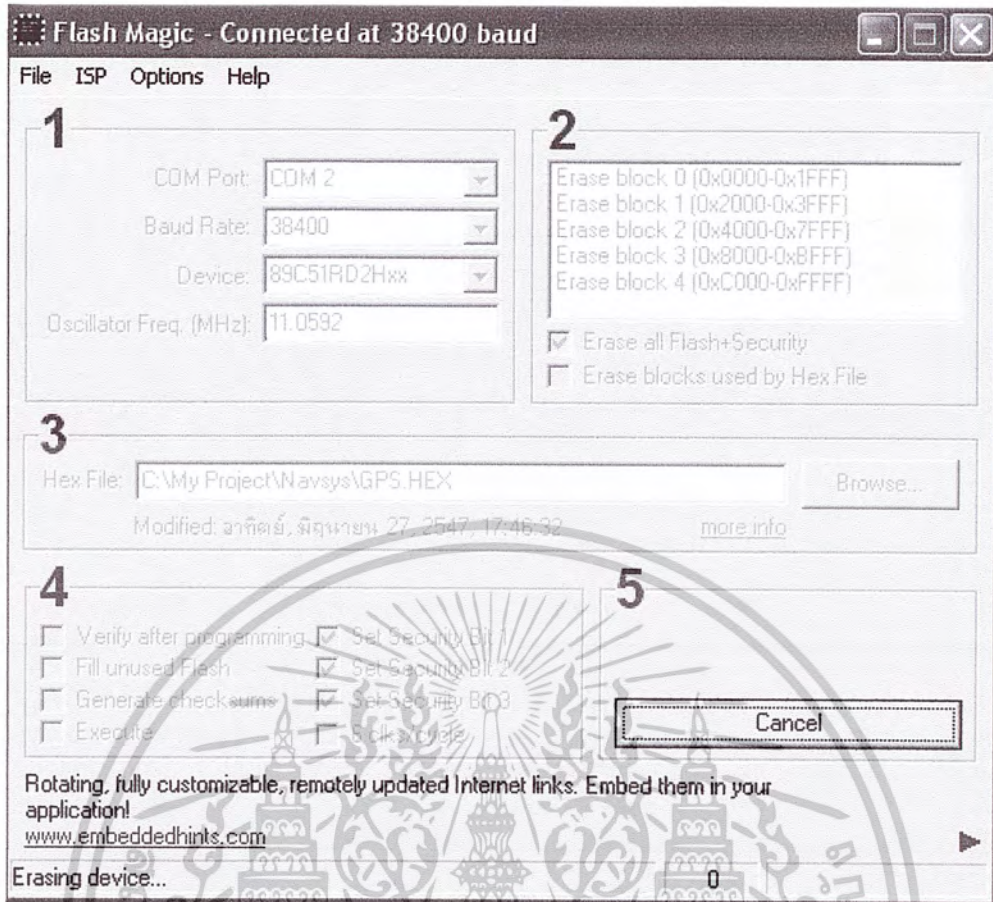 Flash Magic - Connected at 38400 baud
File ISP Options Help
1
COM Port: COM 2
Baud Rate: 38400
Device: 89C51RD2Hxx
Oscillator Freq. (MHz): 11.0592
2
Erase block 0 (0x0000-0x1FFF)
Erase block 1 (0x2000-0x3FFF)
Erase block 2 (0x4000-0x7FFF)
Erase block 3 (0x8000-0xBFFF)
Erase block 4 (0xC000-0xFFFF)
Erase all Flash+Security
Erase blocks used by Hex File
3
Hex File: C:\My Project\Navsys\GPS.HEX Browse...
Modified: อาทิตย์, มิถุนายน 27, 2547, 17:46:32 more info
4
Verify after programming Set Security Bit 1
Fill unused Flash Set Security Bit 2
Generate checksums Set Security Bit 3
Execute 6 clks/cycle
5
Cancel
Rotating, fully customizable, remotely updated Internet links. Embed them in your
application!
www.embeddedhints.com
Erasing device... 0